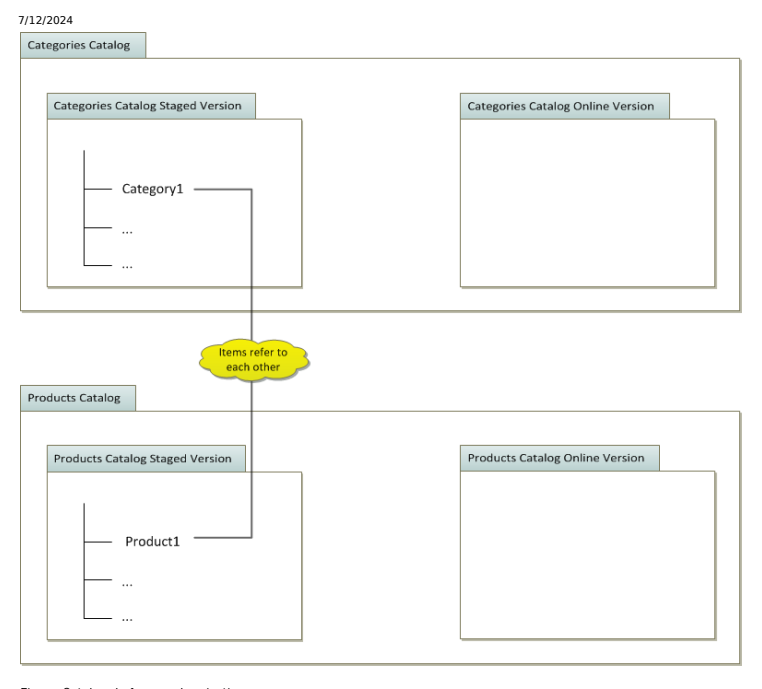 7/12/2024
Categories Catalog
Categories Catalog Staged Version
Categories Catalog Online Version
Category1
...
...
Items refer to
each other
Products Catalog
Products Catalog Staged Version
Products Catalog Online Version
Product1
...
...